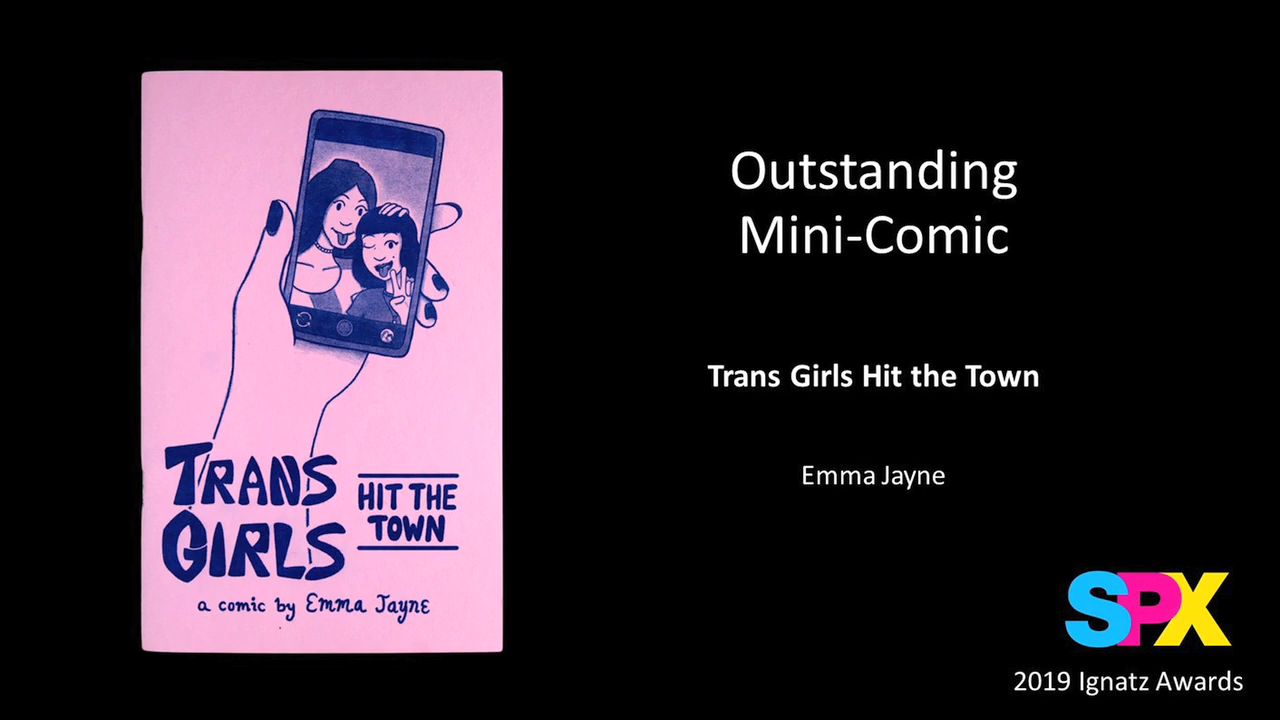 TRANS
GIRLS
HIT THE
TOWN
a comic by Emma Jayne
Outstanding
Mini-Comic
Trans Girls Hit the Town
Emma Jayne
SPX
2019 Ignatz Awards